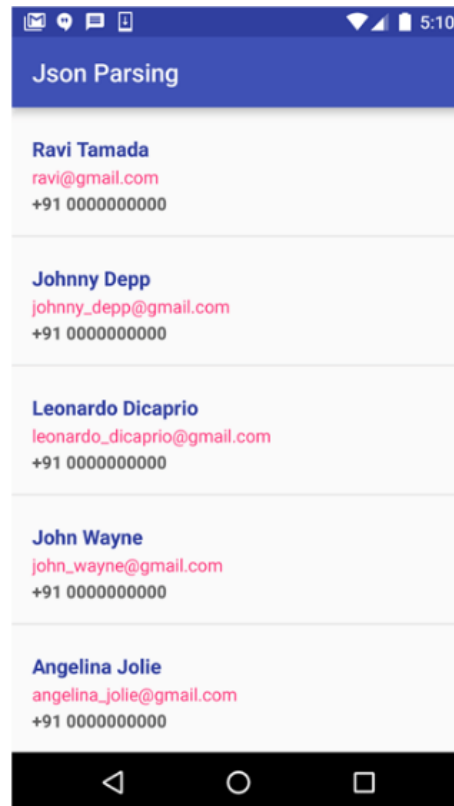 5:10
Json Parsing
Ravi Tamada
ravi@gmail.com
+91 0000000000
Johnny Depp
johnny_depp@gmail.com
+91 0000000000
Leonardo Dicaprio
leonardo_dicaprio@gmail.com
+91 0000000000
John Wayne
john_wayne@gmail.com
+91 0000000000
Angelina Jolie
angelina_jolie@gmail.com
+91 0000000000